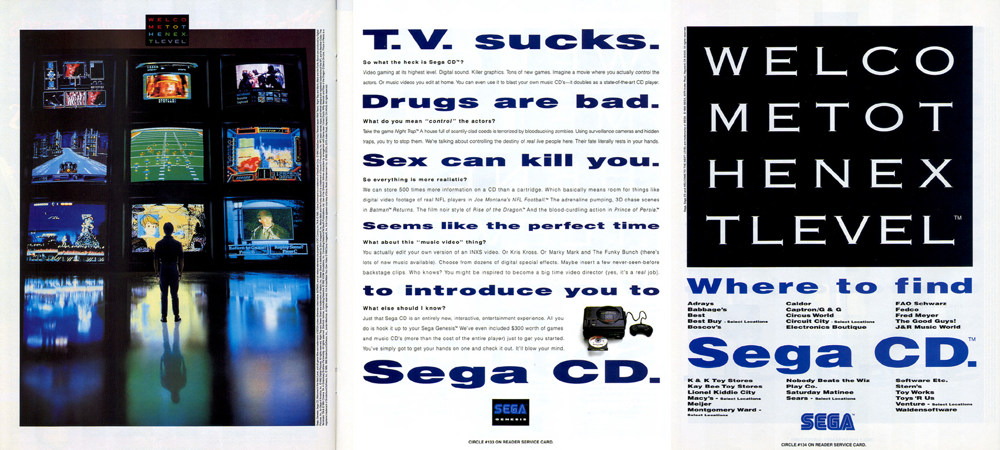 WELCO
METOT
HENEX
TLEVEL
Return to Game?
Press B
Replay Scene?
Press C
T.V. sucks.
So what the heck is Sega CD™?
Video gaming at its highest level. Digital sound. Killer graphics. Tons of new games. Imagine a movie where you actually control the
actors. Or music videos you edit at home. You can even use it to blast your own music CD's—it doubles as a state-of-the-art CD player.
Drugs are bad.
What do you mean "control" the actors?
Take the game Night Trap.™ A house full of scantily-clad coeds is terrorized by bloodsucking zombies. Using surveillance cameras and hidden
traps, you try to stop them. We're talking about controlling the destiny of real live people here. Their fate literally rests in your hands.
Sex can kill you.
So everything is more realistic?
We can store 500 times more information on a CD than a cartridge. Which basically means room for things like
digital video footage of real NFL players in Joe Montana's NFL Football.™ The adrenaline pumping, 3D chase scenes
in Batman™ Returns. The film noir style of Rise of the Dragon.™ And the blood-curdling action in Prince of Persia.™
Seems like the perfect time
What about this "music video" thing?
You actually edit your own version of an INXS video. Or Kris Kross. Or Marky Mark and The Funky Bunch (there's
lots of new music available). Choose from dozens of digital special effects. Maybe insert a few never-seen-before
backstage clips. Who knows? You might be inspired to become a big time video director (yes, it's a real job).
to introduce you to
What else should I know?
Just that Sega CD is an entirely new, interactive, entertainment experience. All you
do is hook it up to your Sega Genesis.™ We've even included $300 worth of games
and music CD's (more than the cost of the entire player) just to get you started.
You've simply got to get your hands on one and check it out. It'll blow your mind.
Sega CD.
SEGA
GENESIS
CIRCLE #133 ON READER SERVICE CARD.
WELCO
METOT
HENEX
TLEVEL™
Where to find
Adrays
Babbage's
Best
Best Buy - Select Locations
Boscov's
Caldor
Captron/G & G
Circus World
Circuit City - Select Locations
Electronics Boutique
FAO Schwarz
Fedco
Fred Meyer
The Good Guys!
J&R Music World
Sega CD.™
K & K Toy Stores
Kay Bee Toy Stores
Lionel Kiddie City
Macy's - Select Locations
Meijer
Montgomery Ward -
Select Locations
Nobody Beats the Wiz
Play Co.
Saturday Matinee
Sears - Select Locations
Software Etc.
Stern's
Toy Works
Toys 'R Us
Venture - Select Locations
Waldensoftware
SEGA™
CIRCLE #134 ON READER SERVICE CARD.